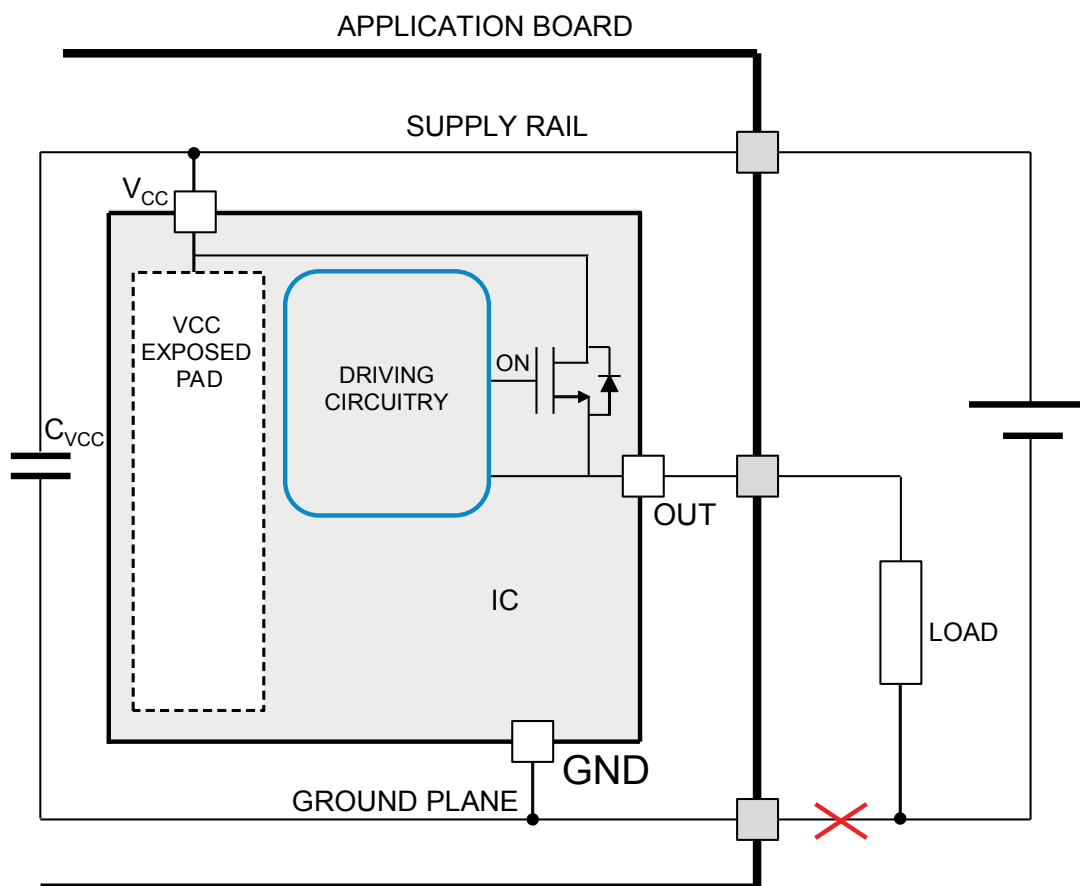 APPLICATION BOARD
SUPPLY RAIL
VCC
VCC
EXPOSED
PAD
DRIVING
CIRCUITRY
ON
CVCC
OUT
IC
LOAD
GND
GROUND PLANE